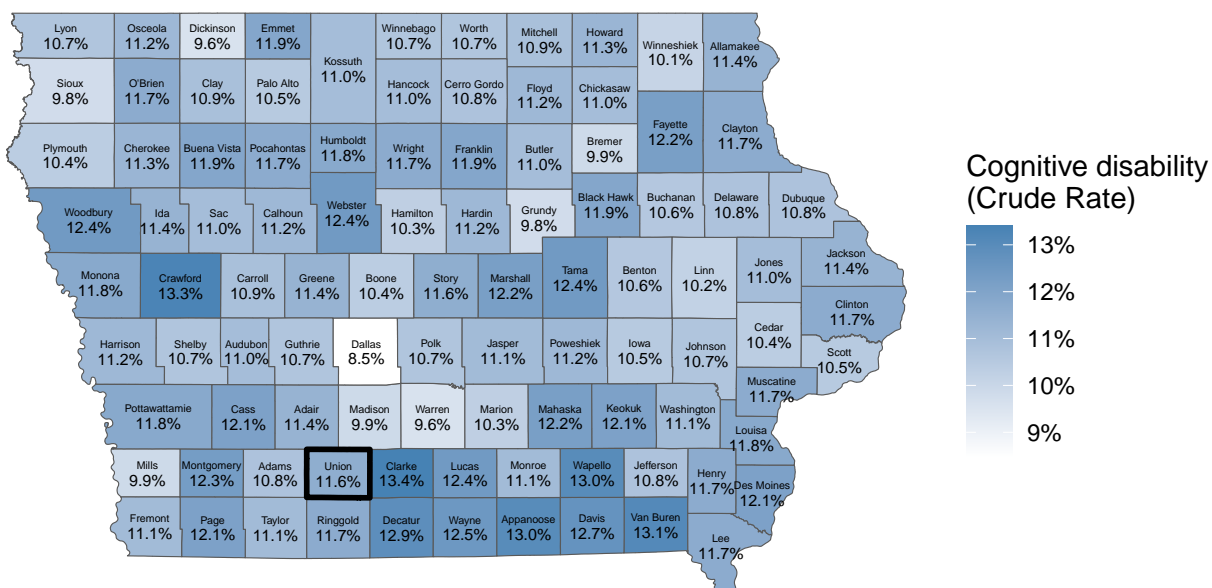 Lyon
10.7%
Osceola
11.2%
Dickinson
9.6%
Emmet
11.9%
Kossuth
11.0%
Winnebago
10.7%
Worth
10.7%
Mitchell
10.9%
Howard
11.3%
Winneshiek
10.1%
Allamakee
11.4%
Sioux
9.8%
O'Brien
11.7%
Clay
10.9%
Palo Alto
10.5%
Hancock
11.0%
Cerro Gordo
10.8%
Floyd
11.2%
Chickasaw
11.0%
Fayette
12.2%
Clayton
11.7%
Plymouth
10.4%
Cherokee
11.3%
Buena Vista
11.9%
Pocahontas
11.7%
Humboldt
11.8%
Wright
11.7%
Franklin
11.9%
Butler
11.0%
Bremer
9.9%
Woodbury
12.4%
Ida
11.4%
Sac
11.0%
Calhoun
11.2%
Webster
12.4%
Hamilton
10.3%
Hardin
11.2%
Grundy
9.8%
Black Hawk
11.9%
Buchanan
10.6%
Delaware
10.8%
Dubuque
10.8%
Monona
11.8%
Crawford
13.3%
Carroll
10.9%
Greene
11.4%
Boone
10.4%
Story
11.6%
Marshall
12.2%
Tama
12.4%
Benton
10.6%
Linn
10.2%
Jones
11.0%
Jackson
11.4%
Clinton
11.7%
Harrison
11.2%
Shelby
10.7%
Audubon
11.0%
Guthrie
10.7%
Dallas
8.5%
Polk
10.7%
Jasper
11.1%
Poweshiek
11.2%
Iowa
10.5%
Johnson
10.7%
Cedar
10.4%
Scott
10.5%
Muscatine
11.7%
Pottawattamie
11.8%
Cass
12.1%
Adair
11.4%
Madison
9.9%
Warren
9.6%
Marion
10.3%
Mahaska
12.2%
Keokuk
12.1%
Washington
11.1%
Louisa
11.8%
Mills
9.9%
Montgomery
12.3%
Adams
10.8%
Union
11.6%
Clarke
13.4%
Lucas
12.4%
Monroe
11.1%
Wapello
13.0%
Jefferson
10.8%
Henry
11.7%
Des Moines
12.1%
Fremont
11.1%
Page
12.1%
Taylor
11.1%
Ringgold
11.7%
Decatur
12.9%
Wayne
12.5%
Appanoose
13.0%
Davis
12.7%
Van Buren
13.1%
Lee
11.7%
Cognitive disability
(Crude Rate)
13%
12%
11%
10%
9%